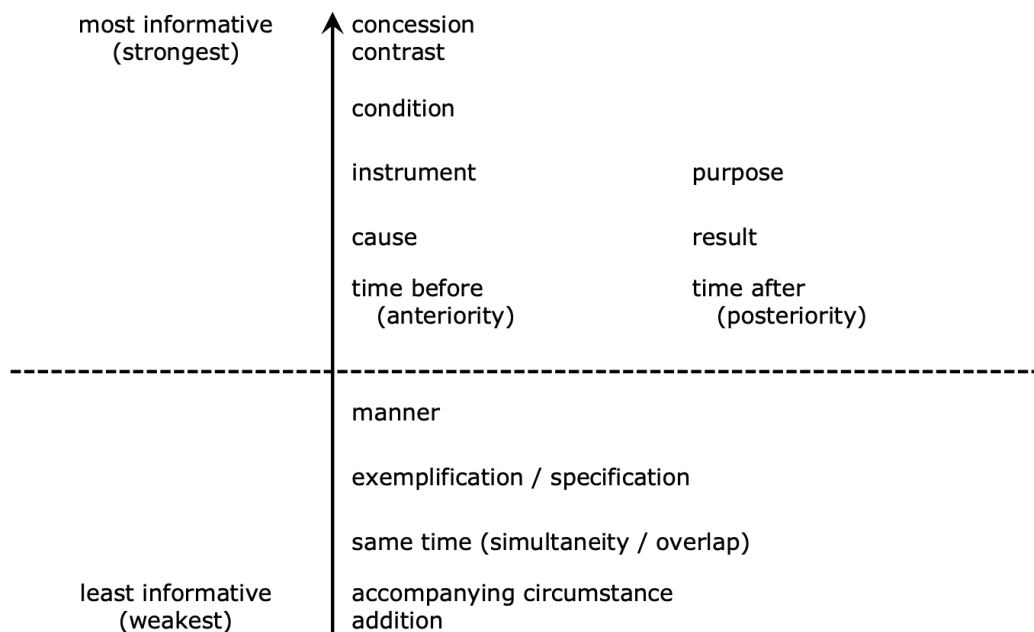 most informative
(strongest)
concession
contrast
condition
instrument purpose
cause result
time before time after
(anteriority) (posteriority)
manner
exemplification / specification
same time (simultaneity / overlap)
least informative
(weakest)
accompanying circumstance
addition